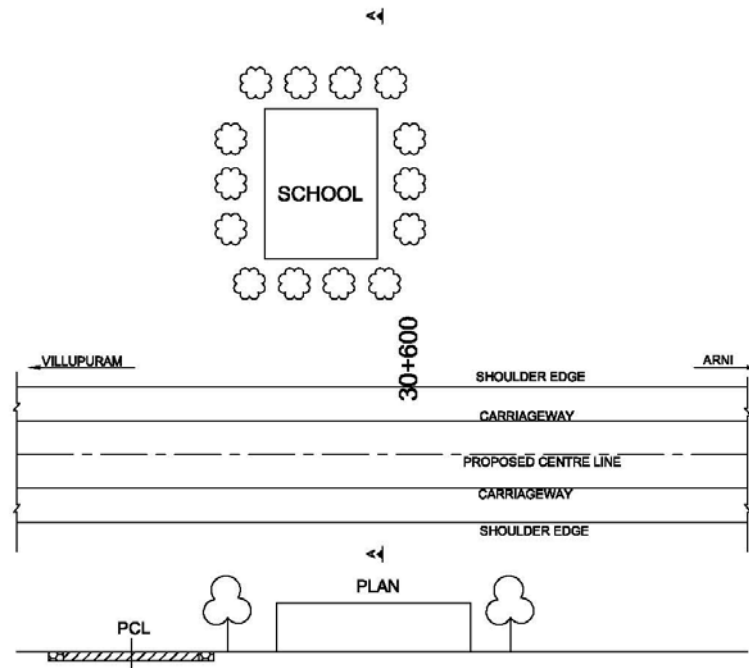 A
SCHOOL
30+600
VILLUPURAM
ARNI
SHOULDER EDGE
CARRIAGEWAY
PROPOSED CENTRE LINE
CARRIAGEWAY
SHOULDER EDGE
A
PLAN
PCL